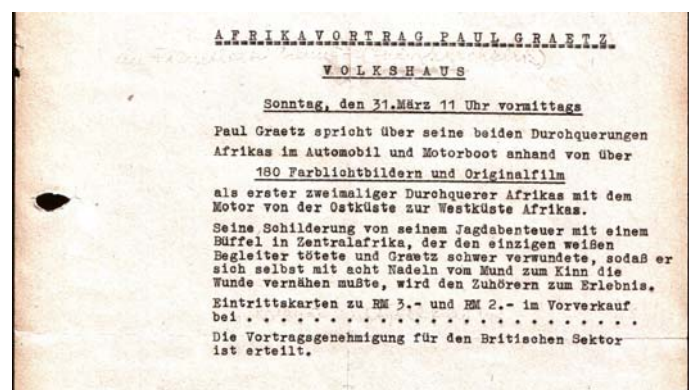 AFRIKAVORTRAG PAUL GRAETZ
VOLKSHAUS
Sonntag, den 31.März 11 Uhr vormittags
Paul Graetz spricht über seine beiden Durchquerungen
Afrikas im Automobil und Motorboot anhand von über
180 Farblichtbildern und Originalfilm
als erster zweimaliger Durchquerer Afrikas mit dem
Motor von der Ostküste zur Westküste Afrikas.
Seine Schilderung von seinem Jagdabenteuer mit einem
Büffel in Zentralafrika, der den einzigen weißen
Begleiter tötete und Graetz schwer verwundete, sodaß er
sich selbst mit acht Nadeln vom Mund zum Kinn die
Wunde vernähen mußte, wird den Zuhörern zum Erlebnis.
Eintrittskarten zu RM 3.- und RM 2.- im Vorverkauf
bei . . . . . . . . . . . . . . . . . . . . . . . .
Die Vortragsgenehmigung für den Britischen Sektor
ist erteilt.